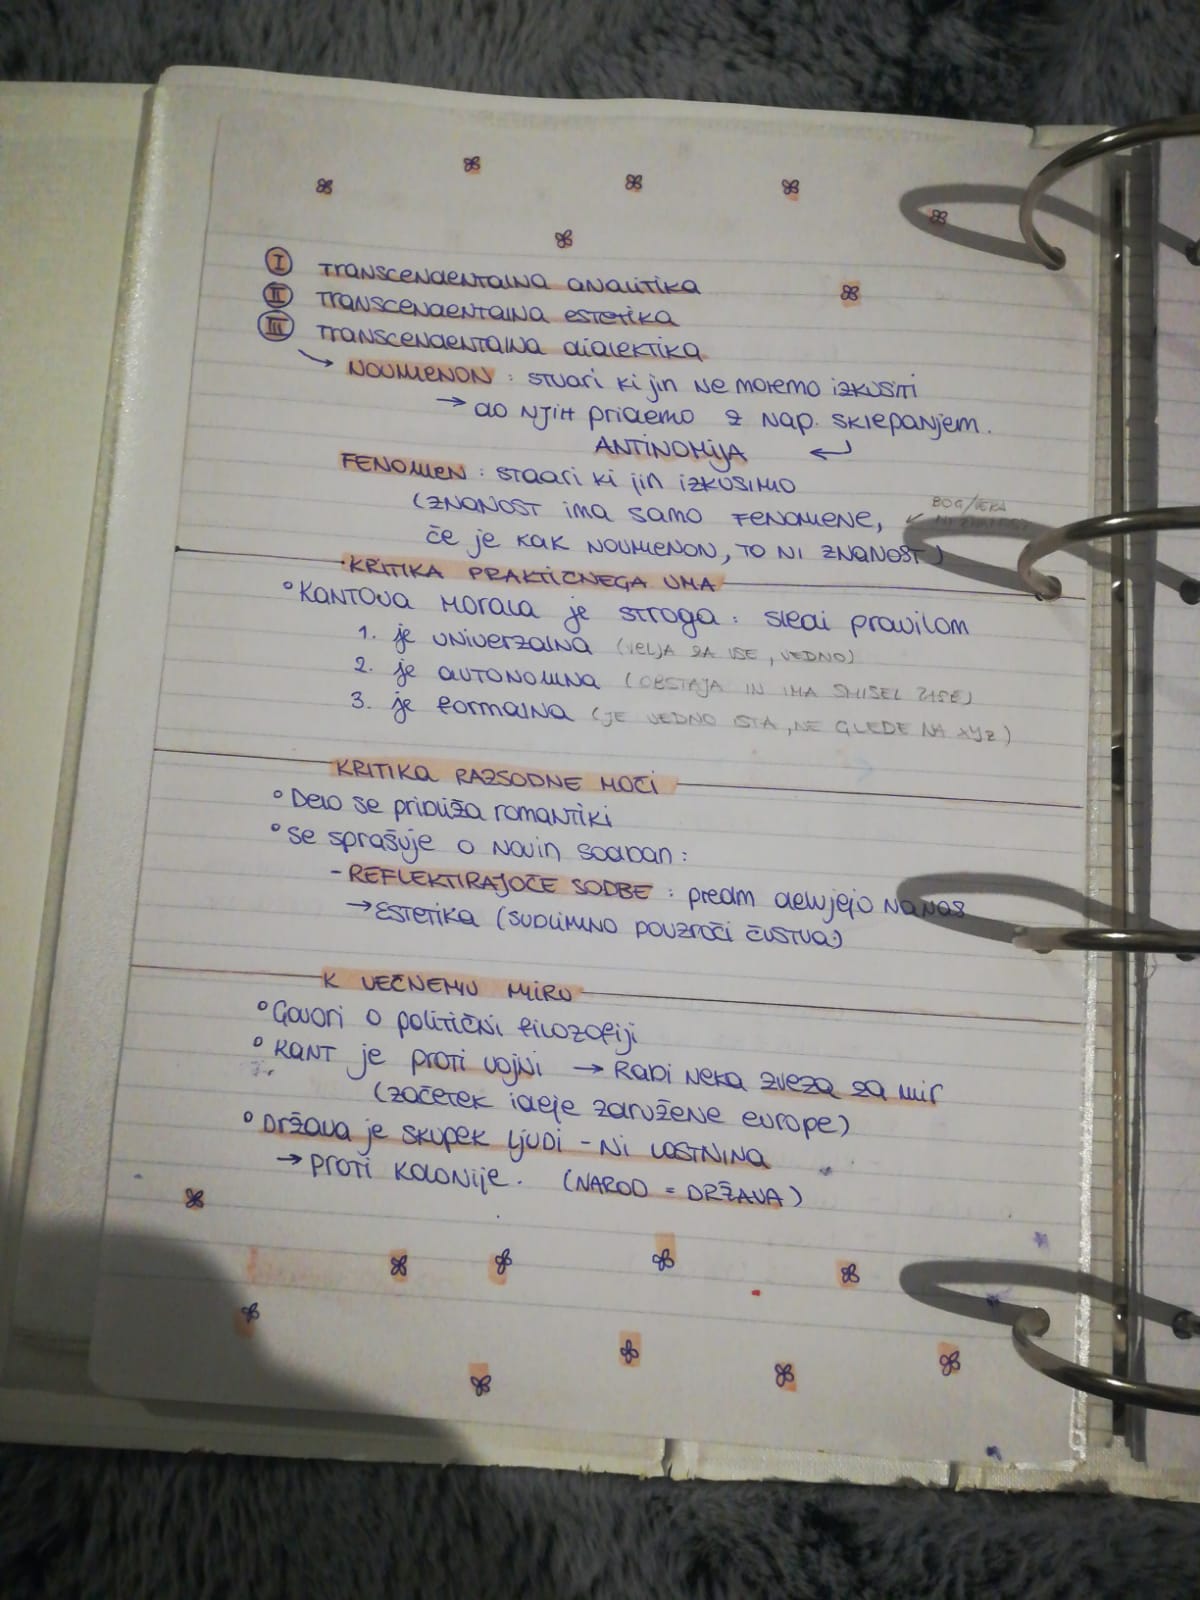 I TRANSCENDENTALNA ANALITIKA
II TRANSCENDENTALNA ESTETIKA
III TRANSCENDENTALNA DIALEKTIKA
→ NOUMENON : STVARI KI JIH NE MOREMO IZKUSITI
→ DO NJIH PRIDEMO Z NAP. SKLEPANJEM.
ANTINOMIJA ↵
FENOMEN : STAARI KI JIH IZKUSIMO
(ZNANOST IMA SAMO FENOMENE,
BOG/VERA
ČE JE KAK NOUMENON, TO NI ZNANOST)
KRITIKA PRAKTIČNEGA UMA
° KANTOVA MORALA JE STROGA : SLEDI PRAVILOM
1. JE UNIVERZALNA (VELJA ZA VSE, VEDNO)
2. JE AUTONOMNA (OBSTAJA IN IMA SMISEL ZASE)
3. JE FORMALNA (JE VEDNO ISTA, NE GLEDE NA XYZ)
KRITIKA RAZSODNE MOČI
° Delo se približa romantiki
° Se sprašuje o novih sodbah :
- REFLEKTIRAJOČE SODBE : predm delujejo na nas
→ Estetika (sublimno povzroči čustva)
K VEČNEMU MIRU
° Govori o politični filozofiji
° KANT je proti vojni → Rabi neka zveza za mir
(začetek ideje združene europe)
° Država je skupek ljudi - ni lastnina
→ proti kolonije. (NAROD = DRŽAVA)